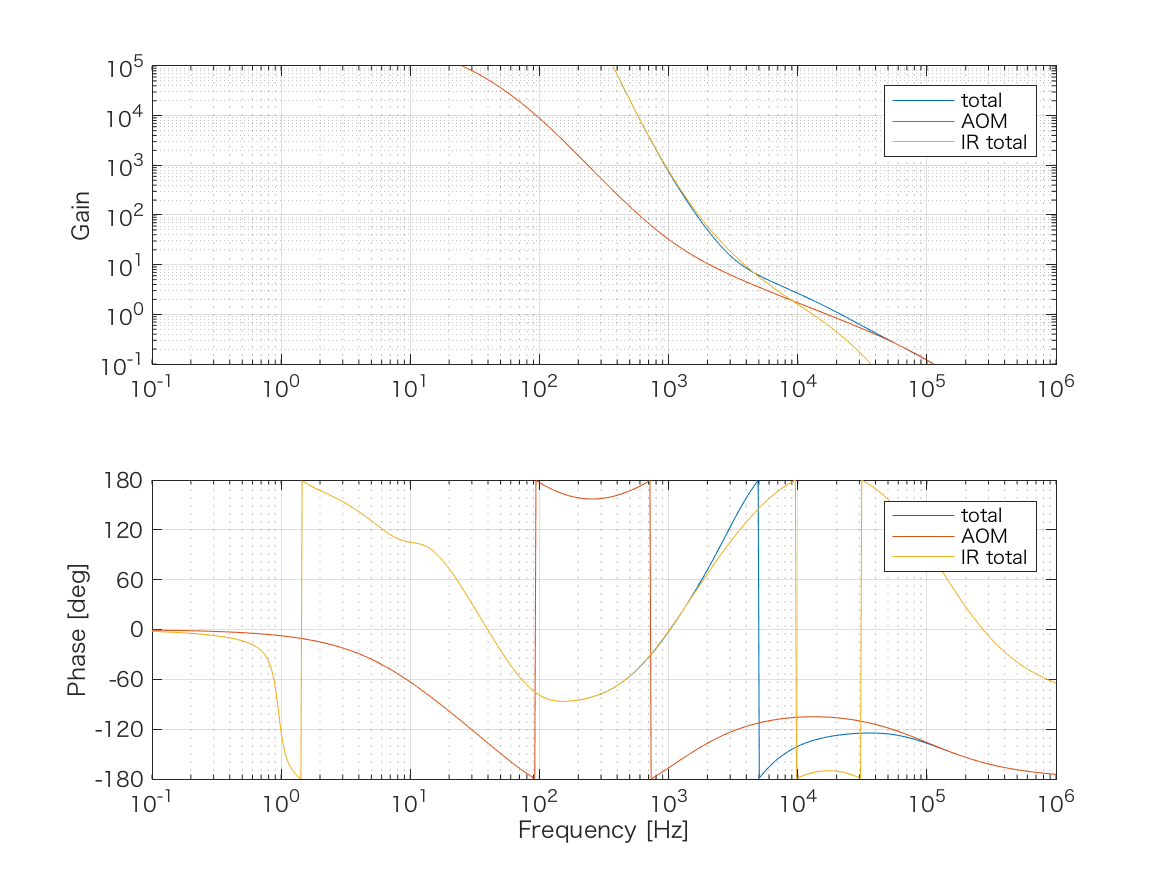 10^5
10^4
10^3
10^2
10^1
10^0
10^-1
Gain
total
AOM
IR total
10^-1 10^0 10^1 10^2 10^3 10^4 10^5 10^6
180
120
60
0
-60
-120
-180
Phase [deg]
total
AOM
IR total
10^-1 10^0 10^1 10^2 10^3 10^4 10^5 10^6
Frequency [Hz]